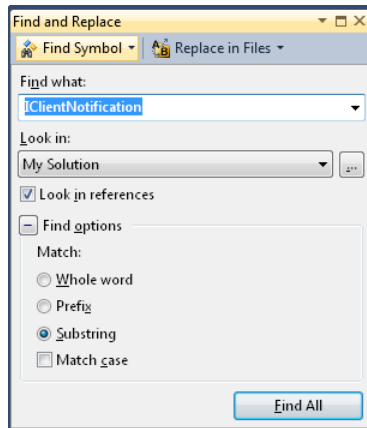 Find and Replace
Find Symbol Replace in Files
Find what:
IClientNotification
Look in:
My Solution ...
Look in references
Find options
Match:
Whole word
Prefix
Substring
Match case
Find All